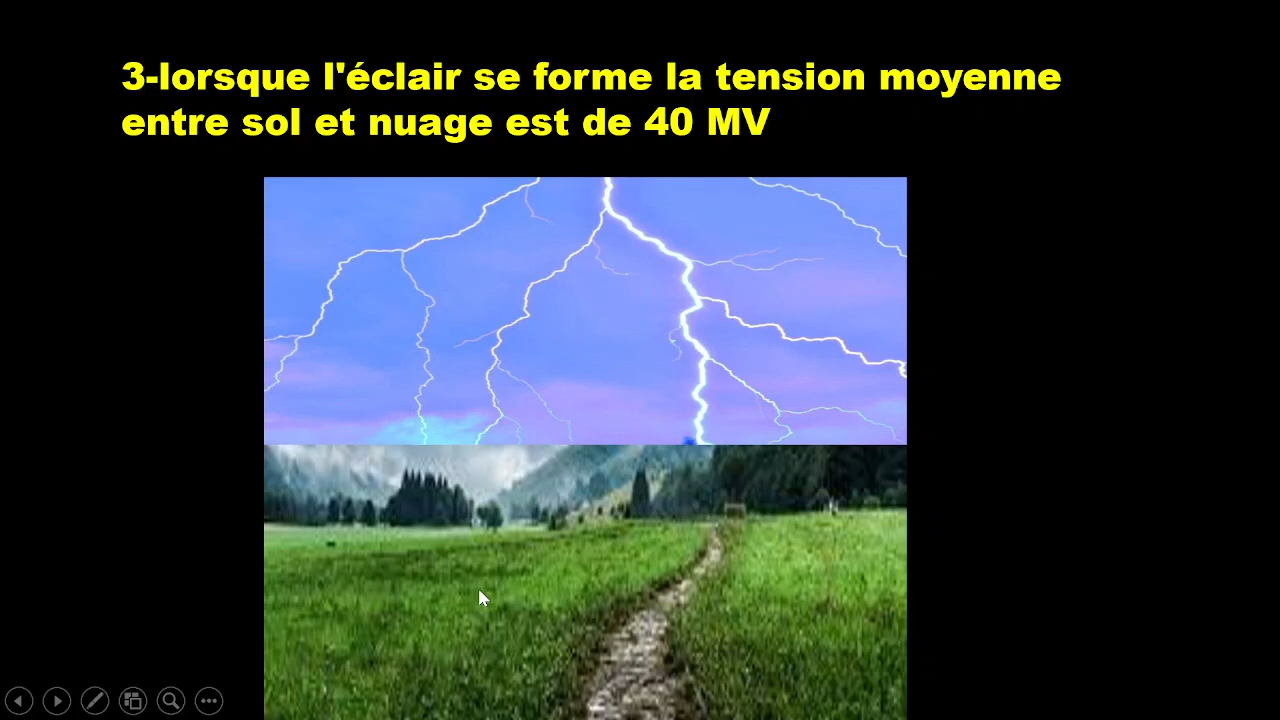 3-lorsque l'éclair se forme la tension moyenne
entre sol et nuage est de 40 MV